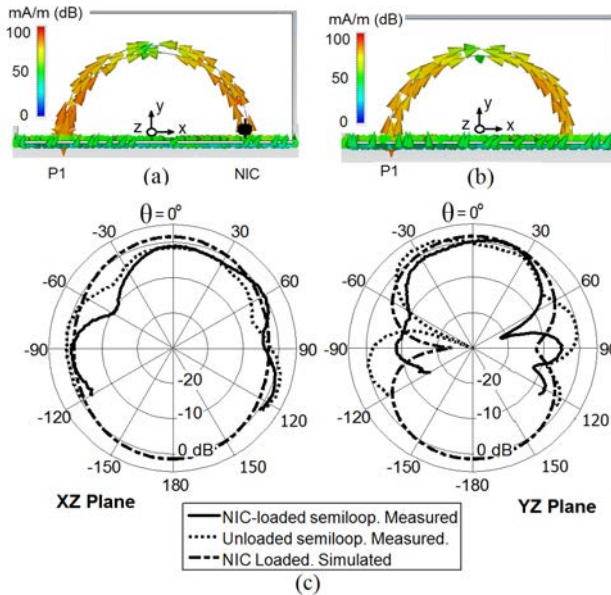 mA/m (dB)
100
50
0
y
z
x
P1
(a)
NIC
mA/m (dB)
100
50
0
y
z
x
P1
(b)
θ = 0°
-30
30
-60
60
-90
90
-20
-120
-10
120
0 dB
-150
150
180
XZ Plane
θ = 0°
-30
30
-60
60
-90
90
-20
-120
-10
120
0 dB
-150
150
180
YZ Plane
NIC-loaded semiloop. Measured
Unloaded semiloop. Measured.
NIC Loaded. Simulated
(c)